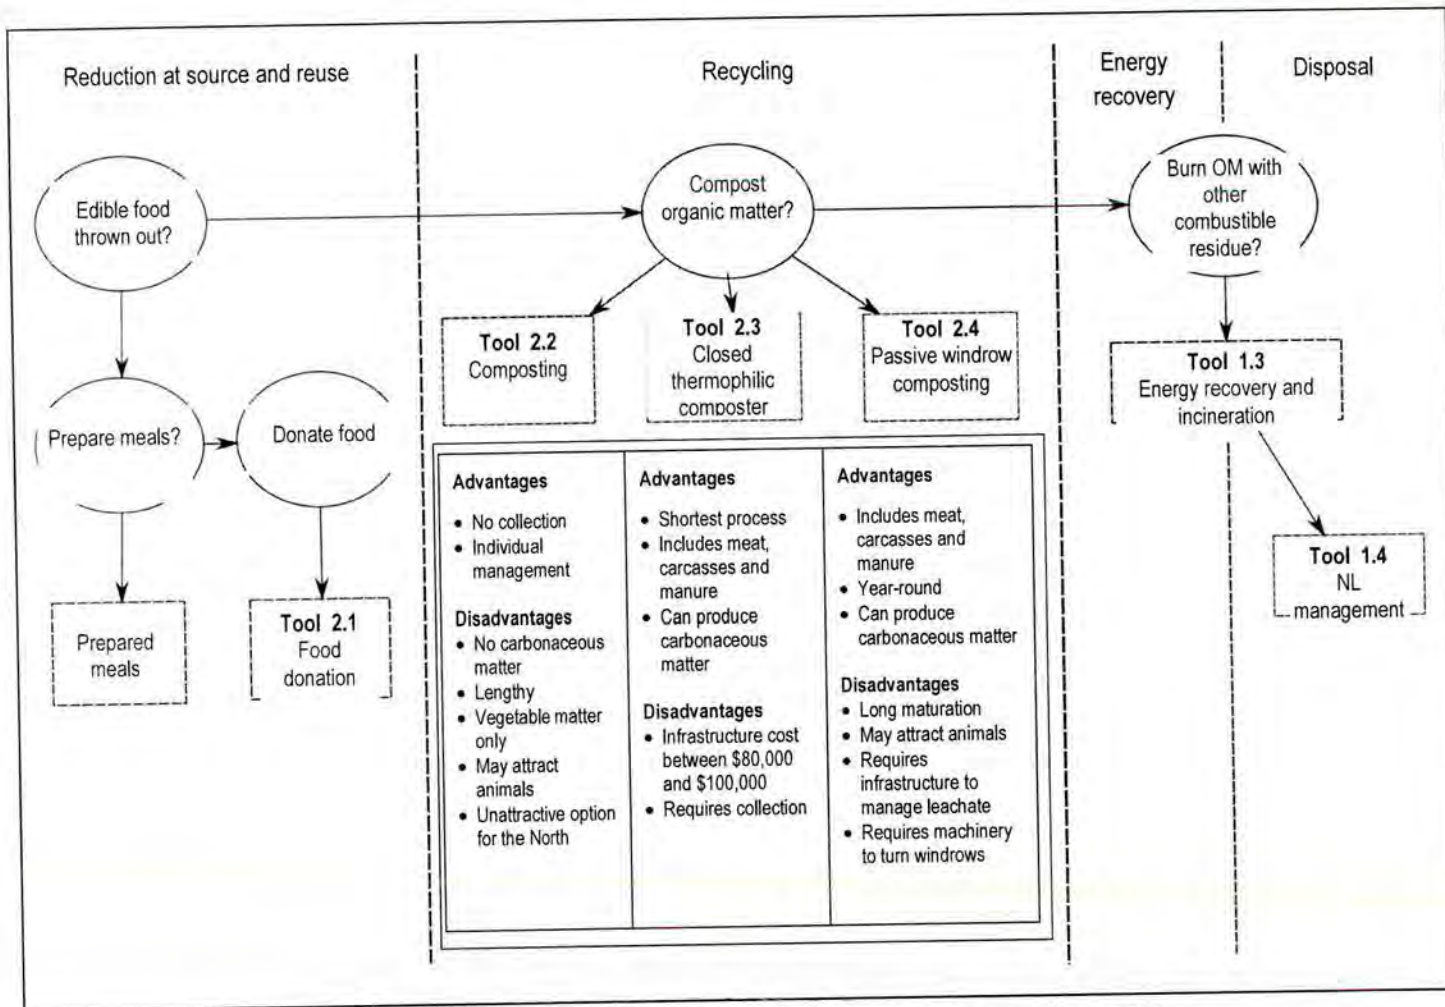 Reduction at source and reuse
Recycling
Energy
recovery
Disposal
Edible food
thrown out?
Compost
organic matter?
Burn OM with
other
combustible
residue?
Prepare meals?
Donate food
Prepared
meals
Tool 2.1
Food
donation
Tool 2.2
Composting
Tool 2.3
Closed
thermophilic
composter
Tool 2.4
Passive windrow
composting
Tool 1.3
Energy recovery and
incineration
Tool 1.4
NL
management
Advantages
• No collection
• Individual
management
Disadvantages
• No carbonaceous
matter
• Lengthy
• Vegetable matter
only
• May attract
animals
• Unattractive option
for the North
Advantages
• Shortest process
• Includes meat,
carcasses and
manure
• Can produce
carbonaceous
matter
Disadvantages
• Infrastructure cost
between $80,000
and $100,000
• Requires collection
Advantages
• Includes meat,
carcasses and
manure
• Year-round
• Can produce
carbonaceous matter
Disadvantages
• Long maturation
• May attract animals
• Requires
infrastructure to
manage leachate
• Requires machinery
to turn windrows